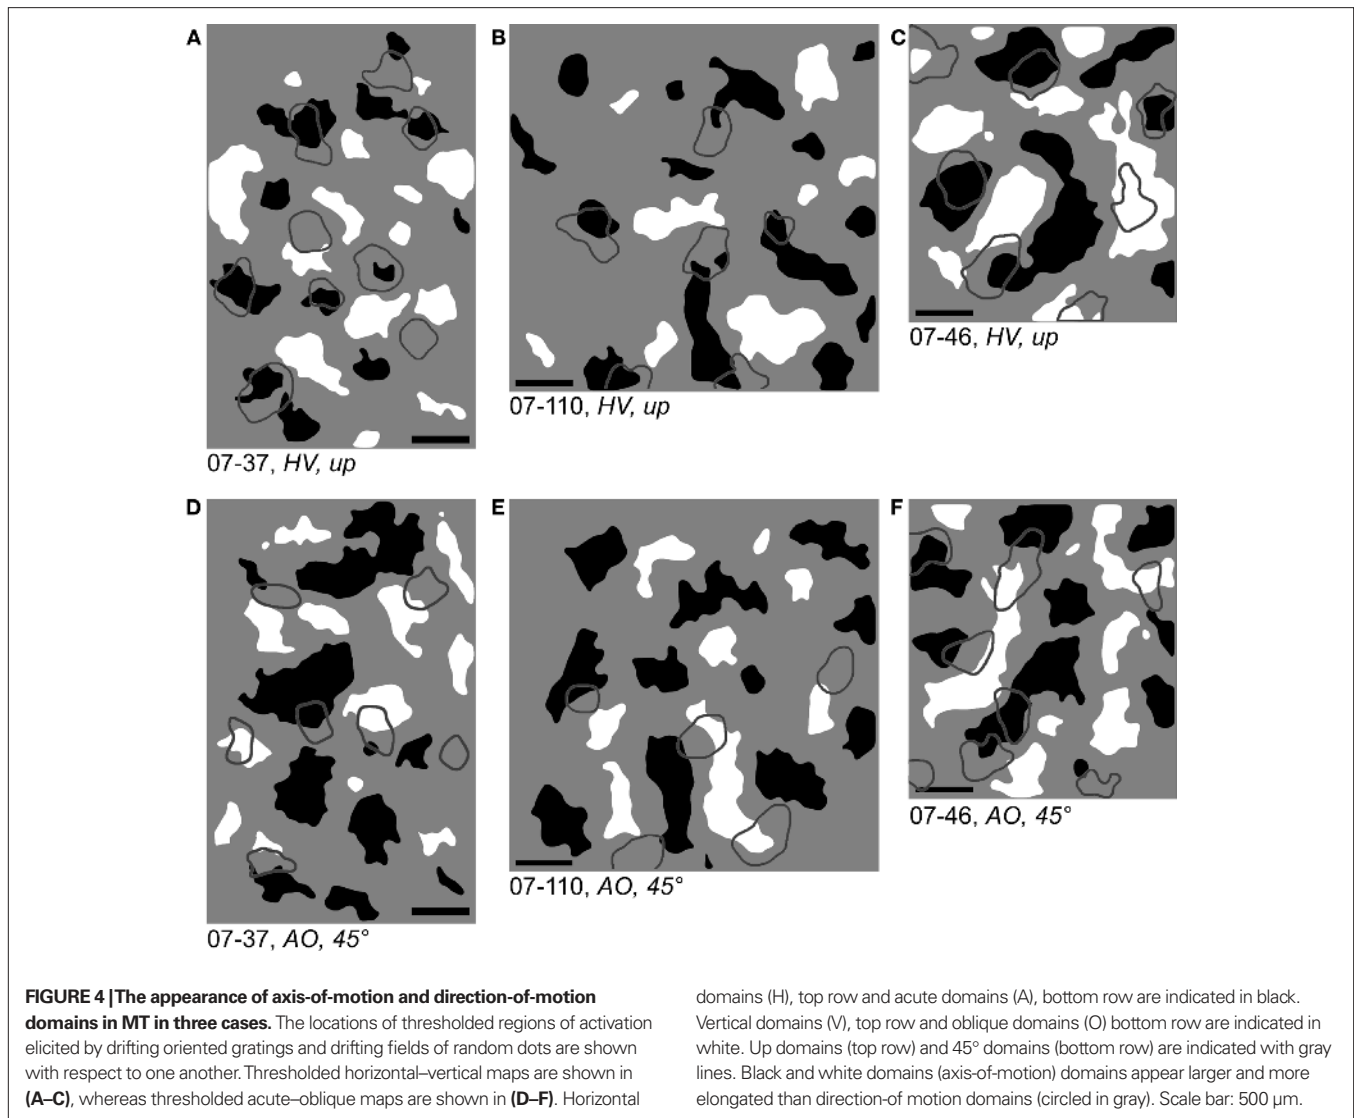 A
B
C
07-46, HV, up
07-110, HV, up
07-37, HV, up
D
E
F
07-46, AO, 45°
07-110, AO, 45°
07-37, AO, 45°
FIGURE 4 | The appearance of axis-of-motion and direction-of-motion
domains in MT in three cases. The locations of thresholded regions of activation
elicited by drifting oriented gratings and drifting fields of random dots are shown
with respect to one another. Thresholded horizontal–vertical maps are shown in
(A–C), whereas thresholded acute–oblique maps are shown in (D–F). Horizontal
domains (H), top row and acute domains (A), bottom row are indicated in black.
Vertical domains (V), top row and oblique domains (O) bottom row are indicated in
white. Up domains (top row) and 45° domains (bottom row) are indicated with gray
lines. Black and white domains (axis-of-motion) domains appear larger and more
elongated than direction-of motion domains (circled in gray). Scale bar: 500 μm.